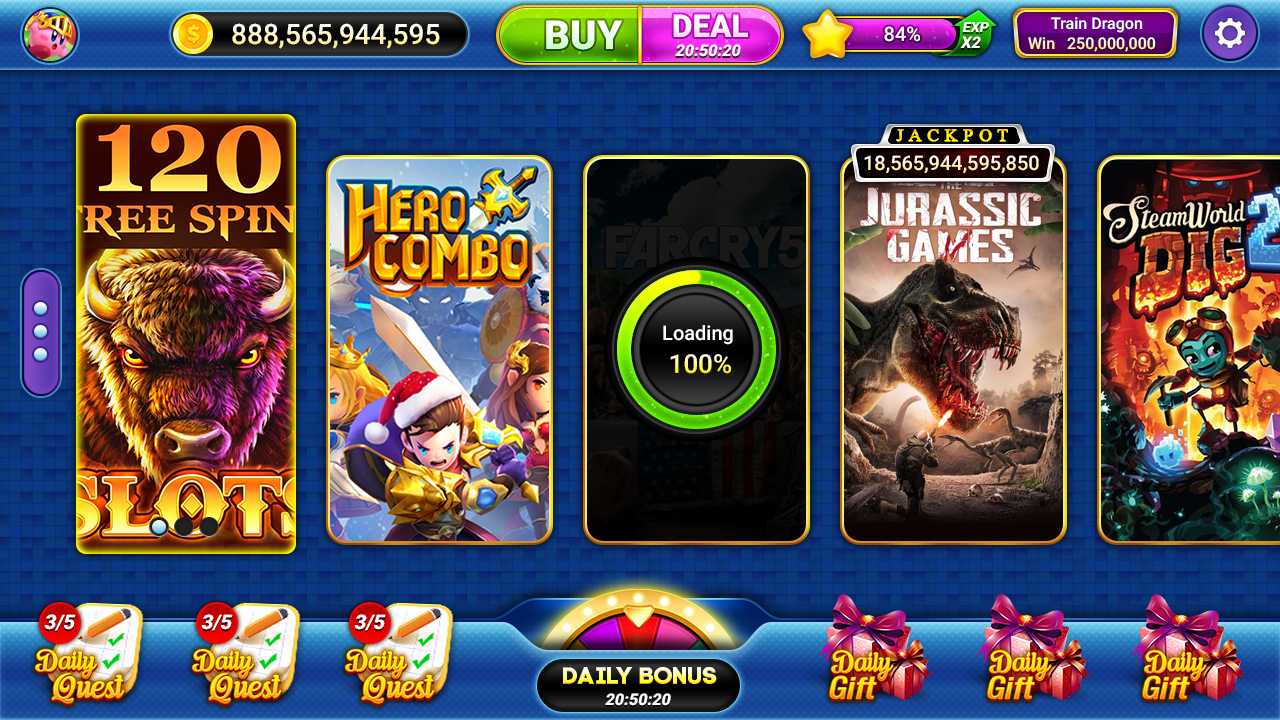 888,565,944,595
BUY
DEAL
20:50:20
84%
EXP
X2
Train Dragon
Win 250,000,000
120
REE SPIN
SLOTS
HERO
COMBO
FARCRY5
Loading
100%
JACKPOT
18,565,944,595,850
THE
JURASSIC
GAMES
SteamWorld
DIG 2
3/5
Daily
Quest
3/5
Daily
Quest
3/5
Daily
Quest
DAILY BONUS
20:50:20
Daily
Gift
Daily
Gift
Daily
Gift